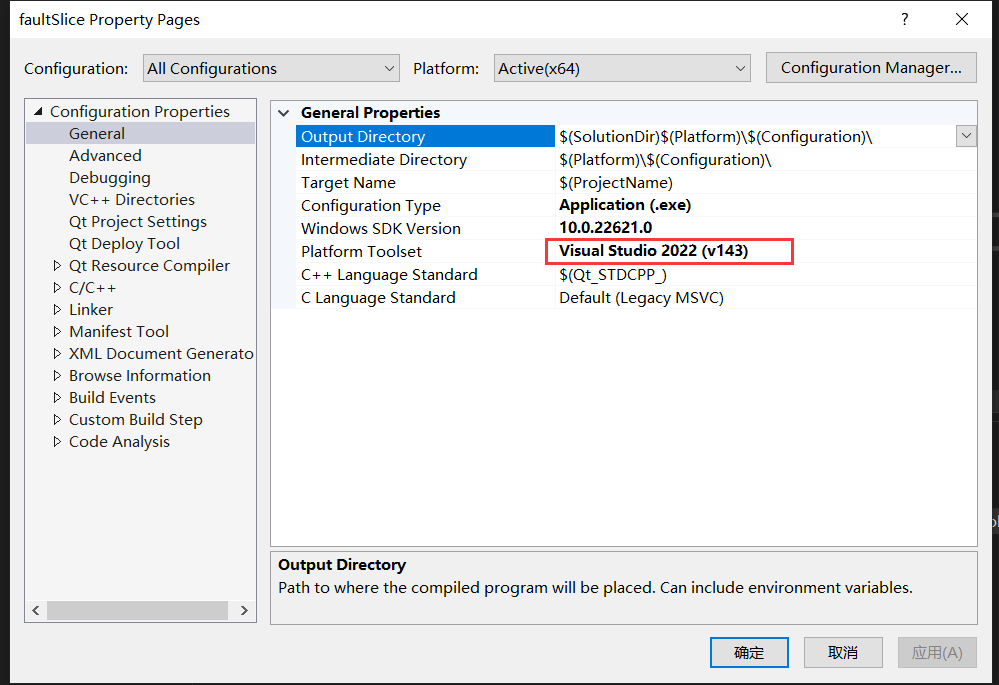 faultSlice Property Pages ?
Configuration: All Configurations Platform: Active(x64) Configuration Manager...
Configuration Properties
General
Advanced
Debugging
VC++ Directories
Qt Project Settings
Qt Deploy Tool
Qt Resource Compiler
C/C++
Linker
Manifest Tool
XML Document Generato
Browse Information
Build Events
Custom Build Step
Code Analysis
General Properties
Output Directory $(SolutionDir)$(Platform)\$(Configuration)\
Intermediate Directory $(Platform)\$(Configuration)\
Target Name $(ProjectName)
Configuration Type Application (.exe)
Windows SDK Version 10.0.22621.0
Platform Toolset Visual Studio 2022 (v143)
C++ Language Standard $(Qt_STDCPP_)
C Language Standard Default (Legacy MSVC)
Output Directory
Path to where the compiled program will be placed. Can include environment variables.
确定 取消 应用(A)